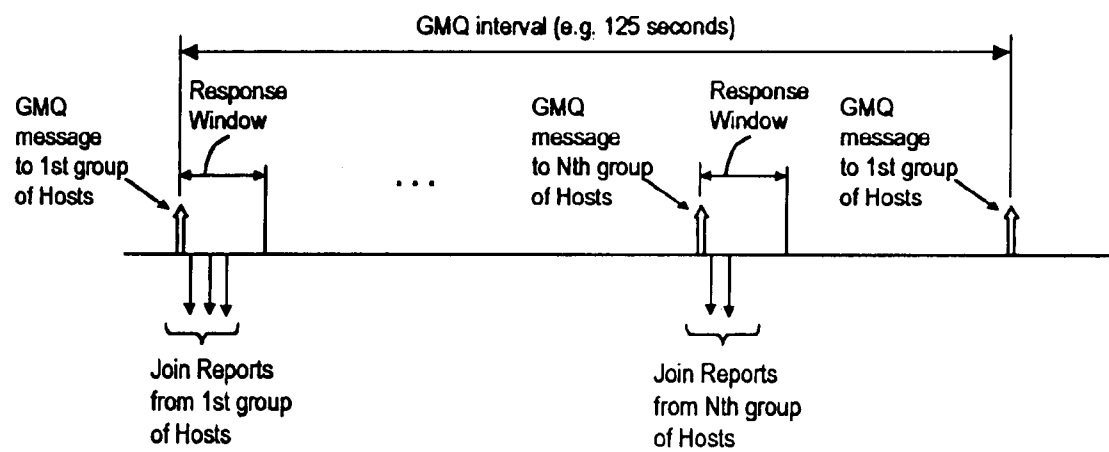 GMQ interval (e.g. 125 seconds)
GMQ
message
to 1st group
of Hosts
Response
Window
...
GMQ
message
to Nth group
of Hosts
Response
Window
GMQ
message
to 1st group
of Hosts
Join Reports
from 1st group
of Hosts
Join Reports
from Nth group
of Hosts